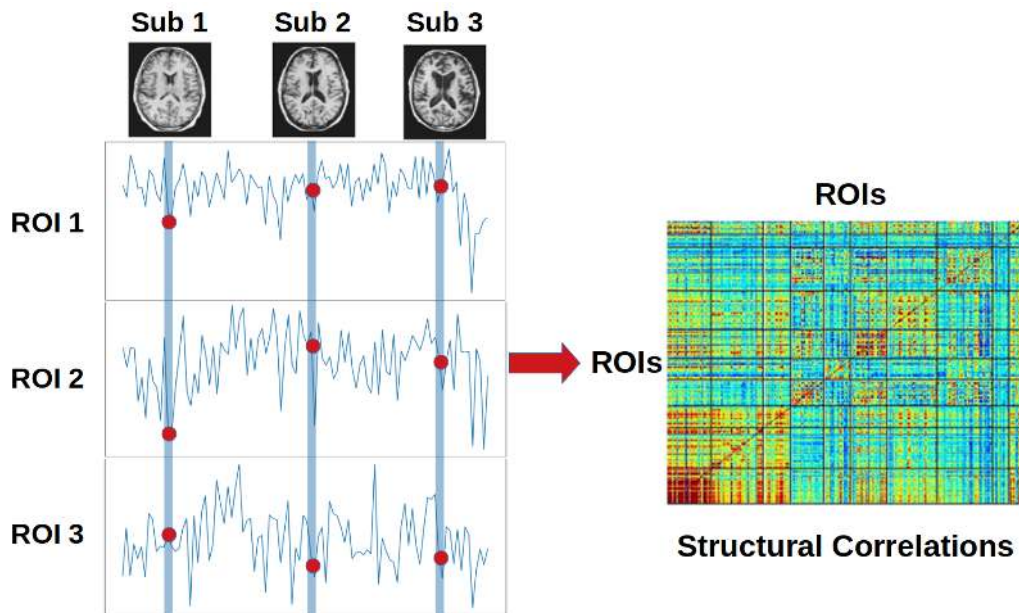 Sub 1
Sub 2
Sub 3
ROI 1
ROI 2
ROI 3
ROIs
ROIs
Structural Correlations